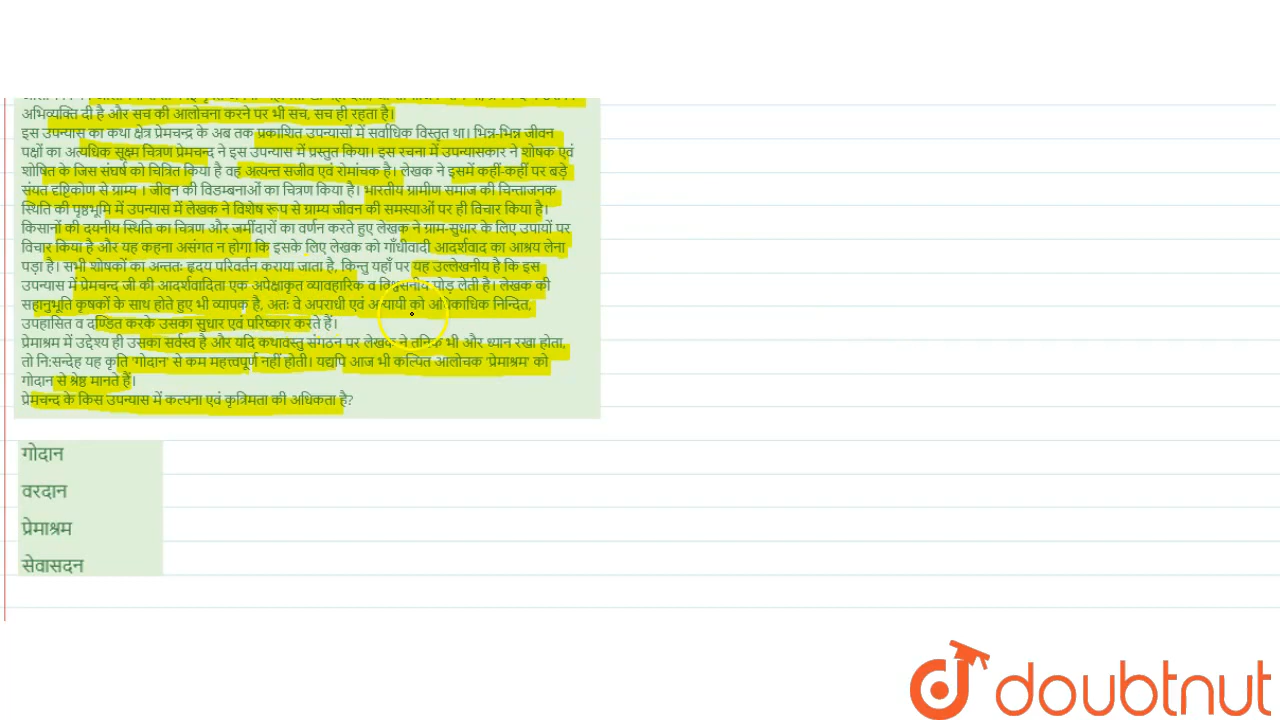 अभिव्यक्ति दी है और सच की आलोचना करने पर भी सच, सच ही रहता है।
इस उपन्यास का कथा क्षेत्र प्रेमचन्द्र के अब तक प्रकाशित उपन्यासों में सर्वाधिक विस्तृत था। भिन्न-भिन्न जीवन
पक्षों का अत्यधिक सूक्ष्म चित्रण प्रेमचन्द ने इस उपन्यास में प्रस्तुत किया। इस रचना में उपन्यासकार ने शोषक एवं
शोषित के जिस संघर्ष को चित्रित किया है वह अत्यन्त सजीव एवं रोमांचक है। लेखक ने इसमें कहीं-कहीं पर बड़े
संयत दृष्टिकोण से ग्राम्य । जीवन की विडम्बनाओं का चित्रण किया है। भारतीय ग्रामीण समाज की चिन्ताजनक
स्थिति की पृष्ठभूमि में उपन्यास में लेखक ने विशेष रूप से ग्राम्य जीवन की समस्याओं पर ही विचार किया है।
किसानों की दयनीय स्थिति का चित्रण और जमींदारों का वर्णन करते हुए लेखक ने ग्राम-सुधार के लिए उपायों पर
विचार किया है और यह कहना असंगत न होगा कि इसके लिए लेखक को गाँधीवादी आदर्शवाद का आश्रय लेना
पड़ा है। सभी शोषकों का अन्ततः हृदय परिवर्तन कराया जाता है, किन्तु यहाँ पर यह उल्लेखनीय है कि इस
उपन्यास में प्रेमचन्द जी की आदर्शवादिता एक अपेक्षाकृत व्यावहारिक व विश्वसनीय पोड़ लेती है। लेखक की
सहानुभूति कृषकों के साथ होते हुए भी व्यापक है, अतः वे अपराधी एवं अन्यायी को अधिकाधिक निन्दित,
उपहासित व दण्डित करके उसका सुधार एवं परिष्कार करते हैं।
प्रेमाश्रम में उद्देश्य ही उसका सर्वस्व है और यदि कथावस्तु संगठन पर लेखक ने तनिक भी और ध्यान रखा होता,
तो नि:सन्देह यह कृति 'गोदान' से कम महत्त्वपूर्ण नहीं होती। यद्यपि आज भी कल्पित आलोचक 'प्रेमाश्रम' को
गोदान से श्रेष्ठ मानते हैं।
प्रेमचन्द के किस उपन्यास में कल्पना एवं कृत्रिमता की अधिकता है?
गोदान
वरदान
प्रेमाश्रम
सेवासदन
doubtnut